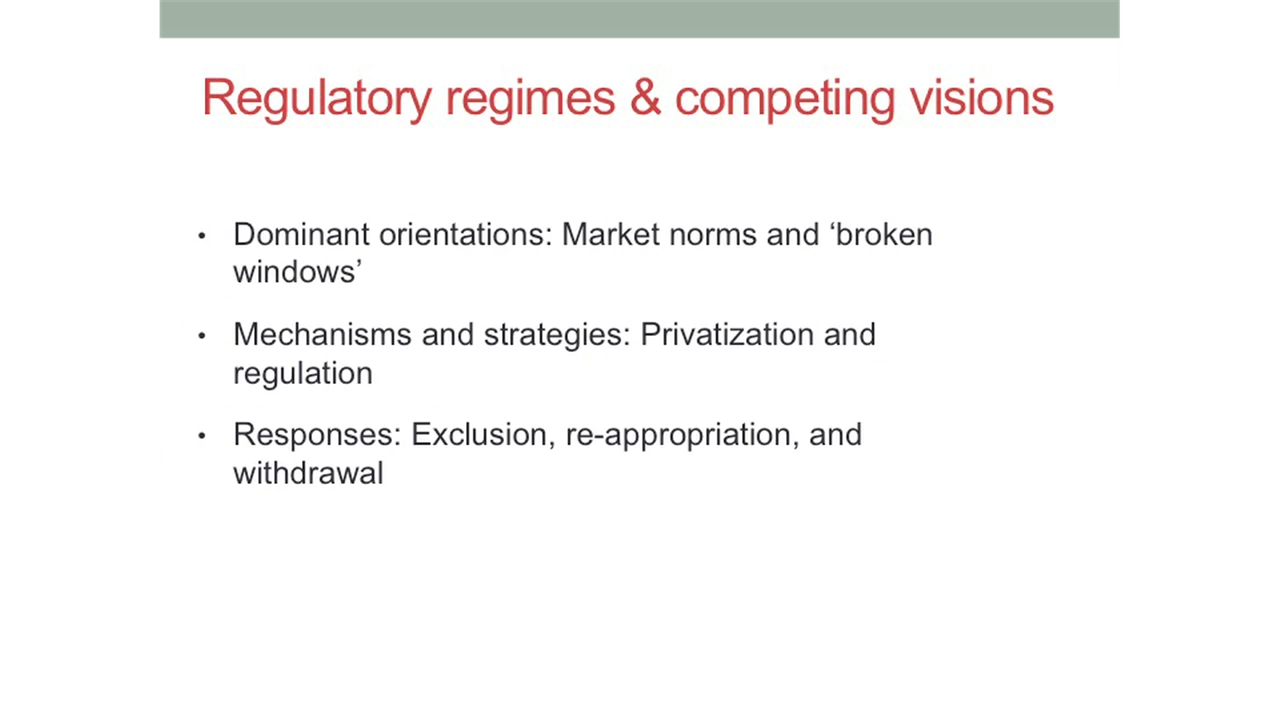 Regulatory regimes & competing visions
• Dominant orientations: Market norms and ‘broken
windows’
• Mechanisms and strategies: Privatization and
regulation
• Responses: Exclusion, re-appropriation, and
withdrawal